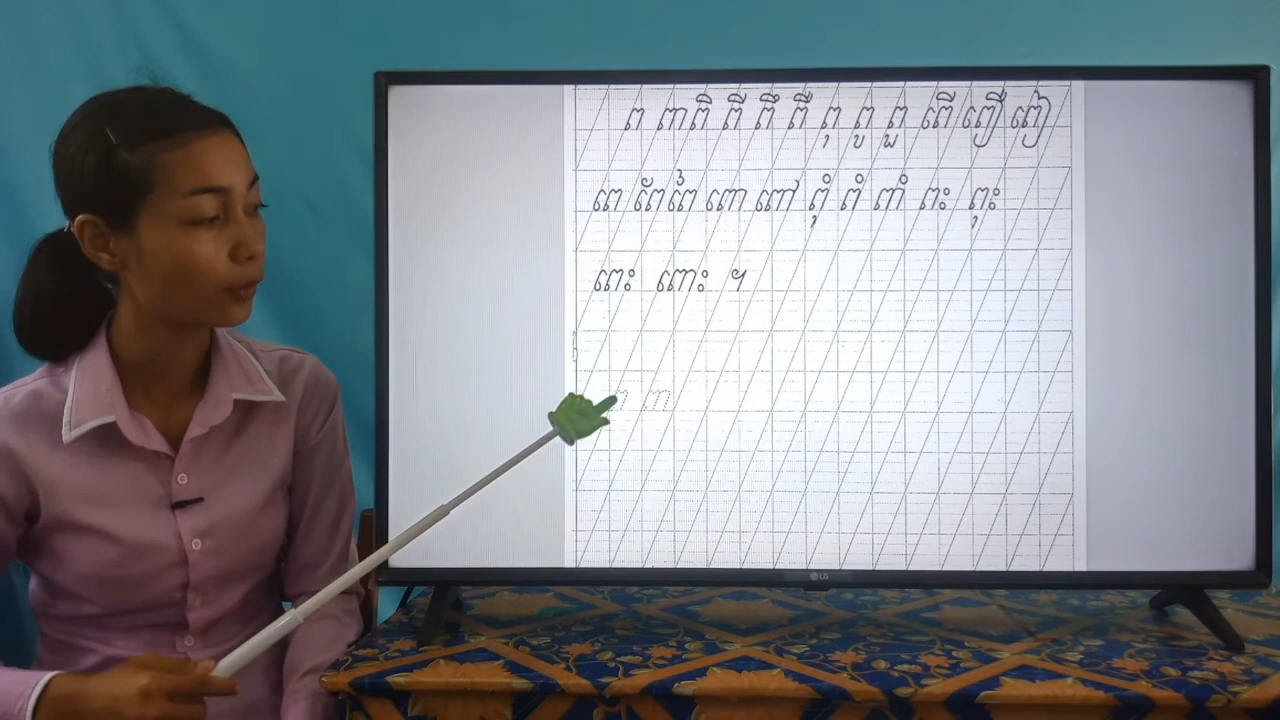 ព ពា ពិ ពី ពឹ ពឺ ពុ ពូ ពួ ពើ ពឿ ពៀ
ពេ ពែ ពៃ ពោ ពៅ ពុំ ពំ ពាំ ពះ ពុះ
ពេះ ពោះ ។
LG